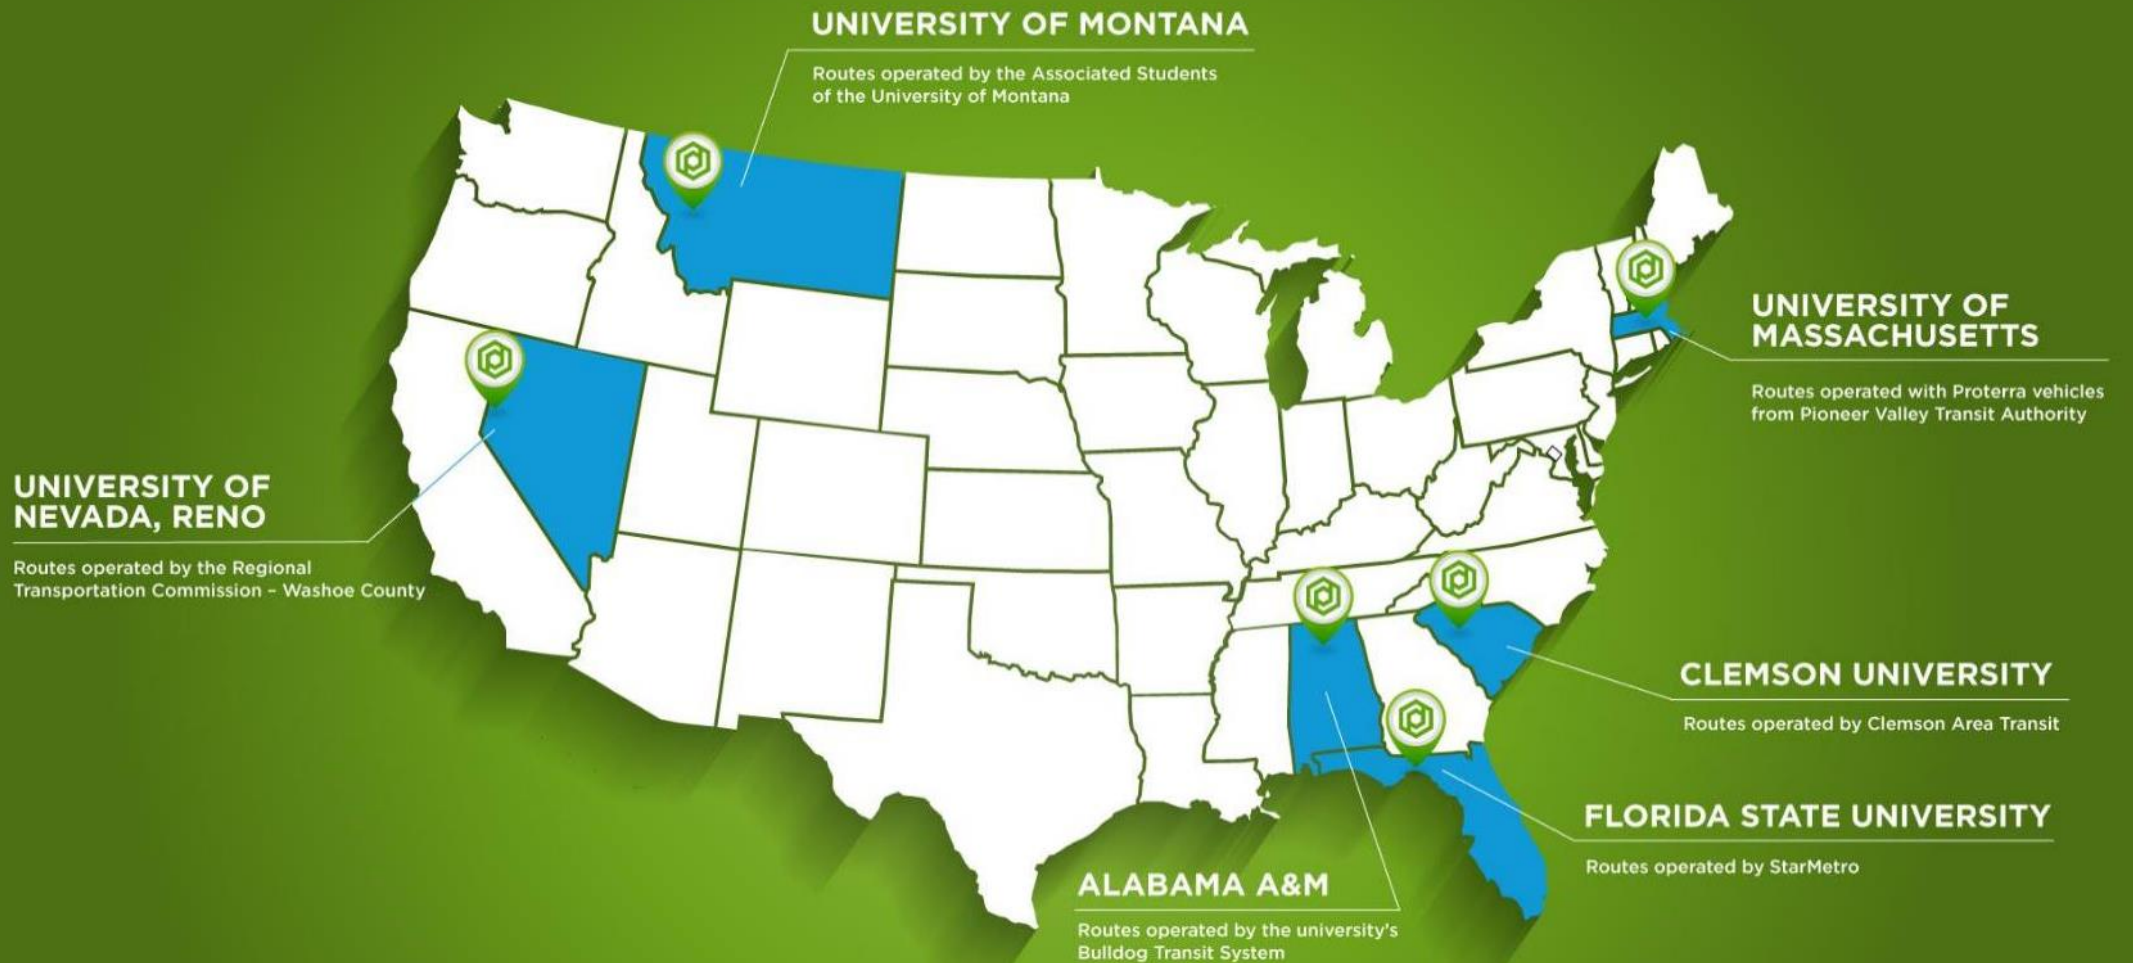 UNIVERSITY OF MONTANA
Routes operated by the Associated Students
of the University of Montana
UNIVERSITY OF
MASSACHUSETTS
Routes operated with Proterra vehicles
from Pioneer Valley Transit Authority
UNIVERSITY OF
NEVADA, RENO
Routes operated by the Regional
Transportation Commission – Washoe County
CLEMSON UNIVERSITY
Routes operated by Clemson Area Transit
FLORIDA STATE UNIVERSITY
Routes operated by StarMetro
ALABAMA A&M
Routes operated by the university's
Bulldog Transit System